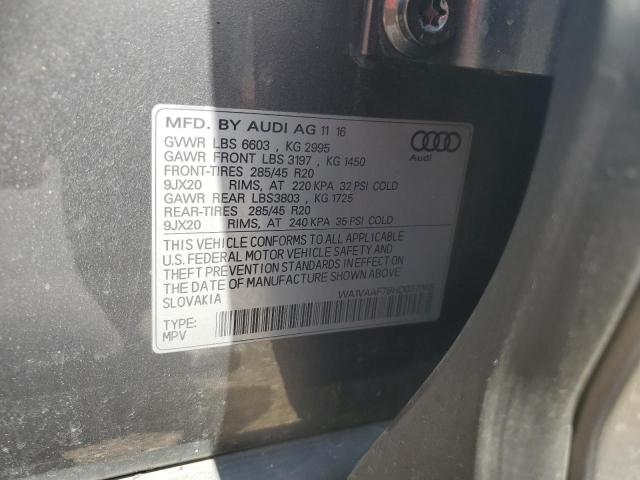 MFD. BY AUDI AG 11 16
GVWR LBS 6603 , KG 2995
GAWR FRONT LBS 3197 , KG 1450
FRONT-TIRES 285/45 R20
9JX20 RIMS, AT 220 KPA 32 PSI COLD
GAWR REAR LBS3803 , KG 1725
REAR-TIRES 285/45 R20
9JX20 RIMS, AT 240 KPA 35 PSI COLD
THIS VEHICLE CONFORMS TO ALL APPLICABLE
U.S. FEDERAL MOTOR VEHICLE SAFETY AND
THEFT PREVENTION STANDARDS IN EFFECT ON
THE DATE OF MANUFACTURE SHOWN ABOVE.
SLOVAKIA
TYPE:
MPV
Audi